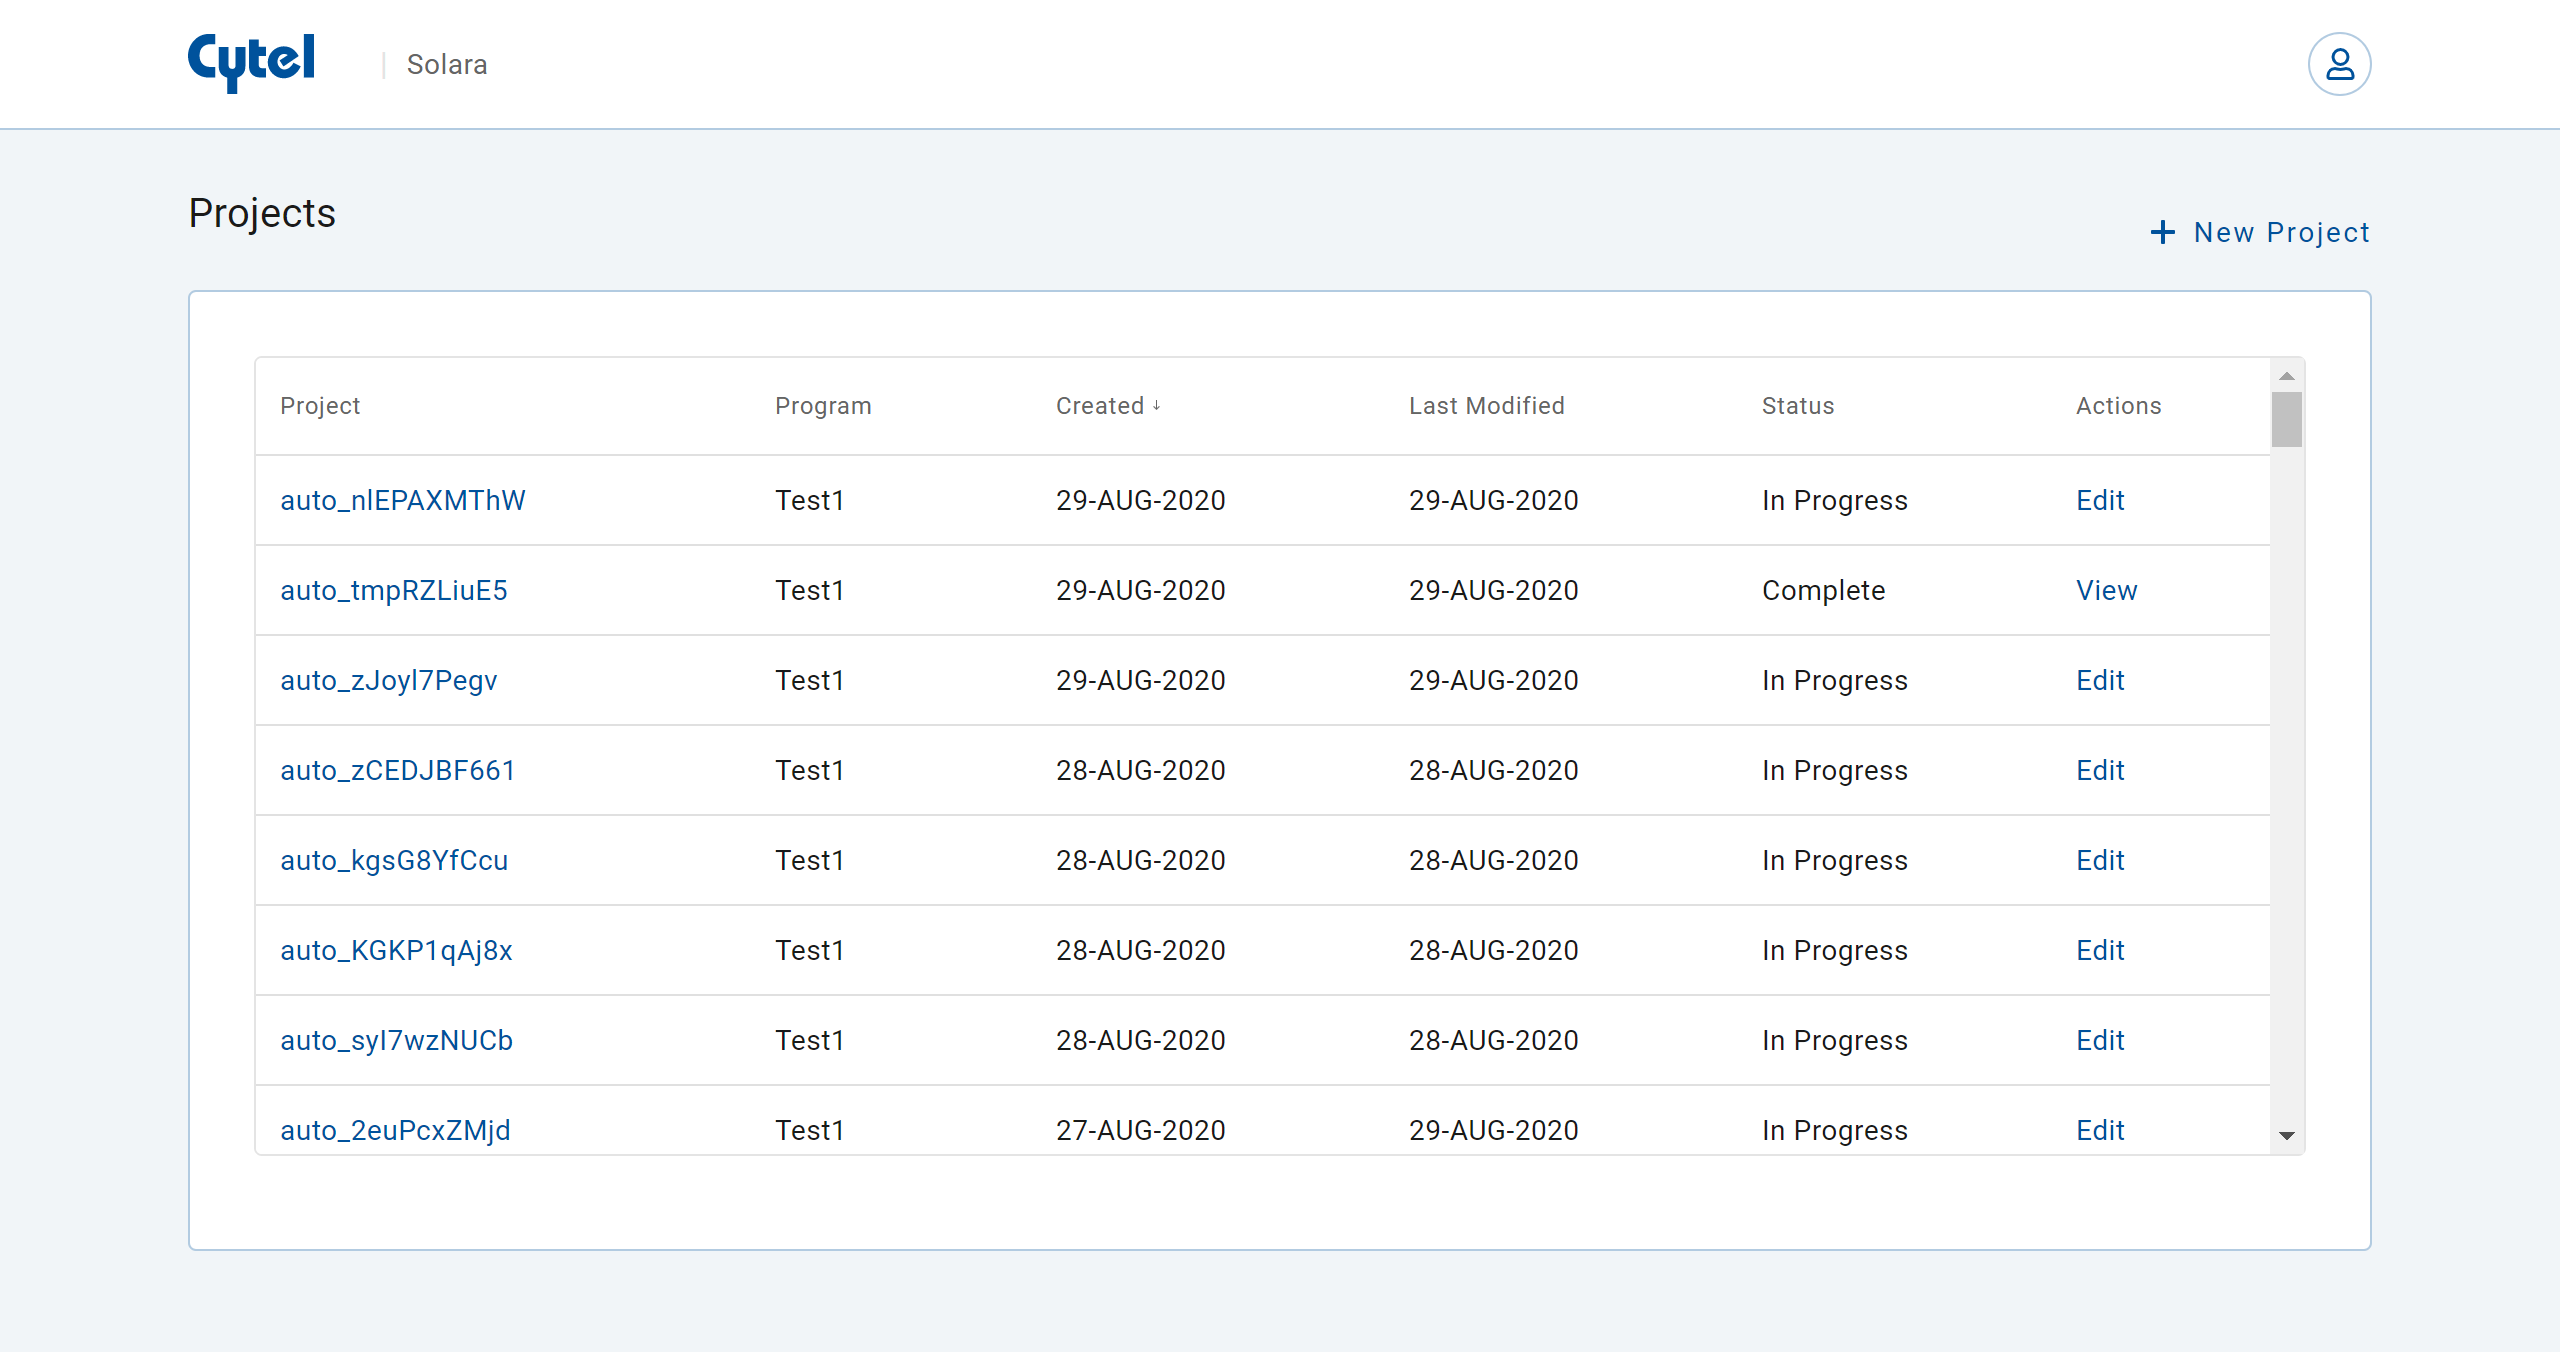 Cytel | Solara
Projects
+ New Project
Project Program Created ↓ Last Modified Status Actions
auto_nlEPAXMThW Test1 29-AUG-2020 29-AUG-2020 In Progress Edit
auto_tmpRZLiuE5 Test1 29-AUG-2020 29-AUG-2020 Complete View
auto_zJoyl7Pegv Test1 29-AUG-2020 29-AUG-2020 In Progress Edit
auto_zCEDJBF661 Test1 28-AUG-2020 28-AUG-2020 In Progress Edit
auto_kgsG8YfCcu Test1 28-AUG-2020 28-AUG-2020 In Progress Edit
auto_KGKP1qAj8x Test1 28-AUG-2020 28-AUG-2020 In Progress Edit
auto_syI7wzNUCb Test1 28-AUG-2020 28-AUG-2020 In Progress Edit
auto_2euPcxZMjd Test1 27-AUG-2020 29-AUG-2020 In Progress Edit